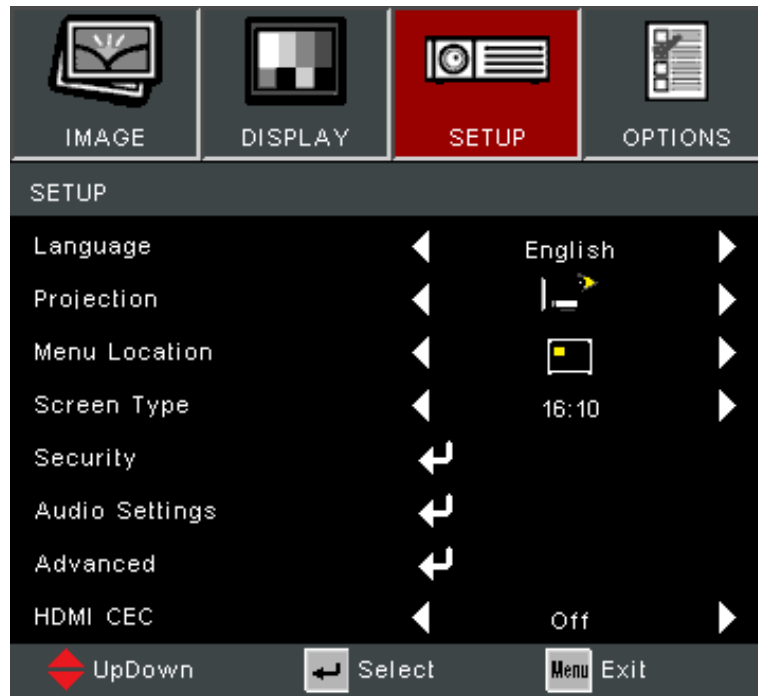 IMAGE DISPLAY SETUP OPTIONS
SETUP
Language English
Projection
Menu Location
Screen Type 16:10
Security
Audio Settings
Advanced
HDMI CEC Off
UpDown Select Menu Exit